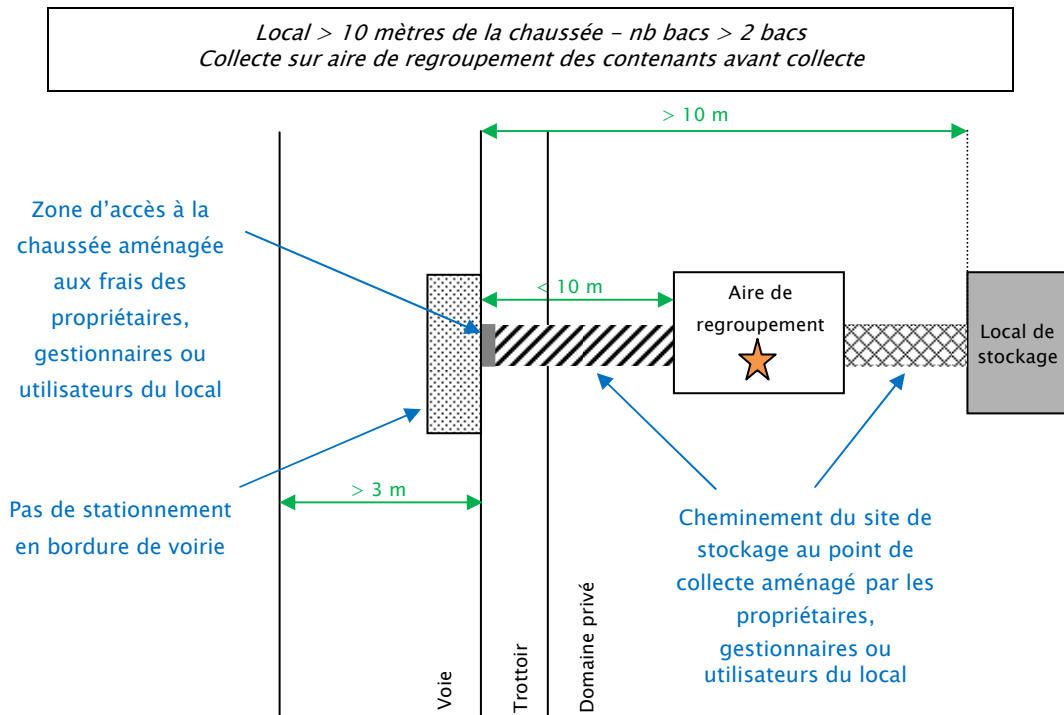 Local > 10 mètres de la chaussée – nb bacs > 2 bacs
Collecte sur aire de regroupement des contenants avant collecte
> 10 m
Zone d’accès à la
chaussée aménagée
aux frais des
propriétaires,
gestionnaires ou
utilisateurs du local
< 10 m
Aire de
regroupement
Local de
stockage
> 3 m
Pas de stationnement
en bordure de voirie
Cheminement du site de
stockage au point de
collecte aménagé par les
propriétaires,
gestionnaires ou
utilisateurs du local
Voie
Trottoir
Domaine privé